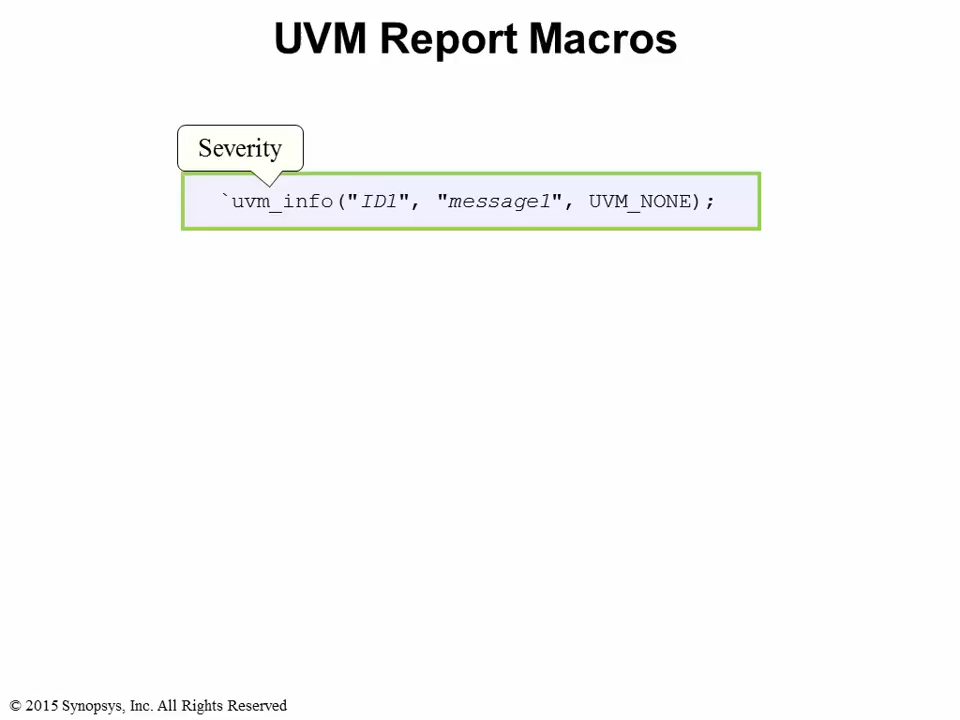 UVM Report Macros
Severity
`uvm_info("ID1", "message1", UVM_NONE);
© 2015 Synopsys, Inc. All Rights Reserved